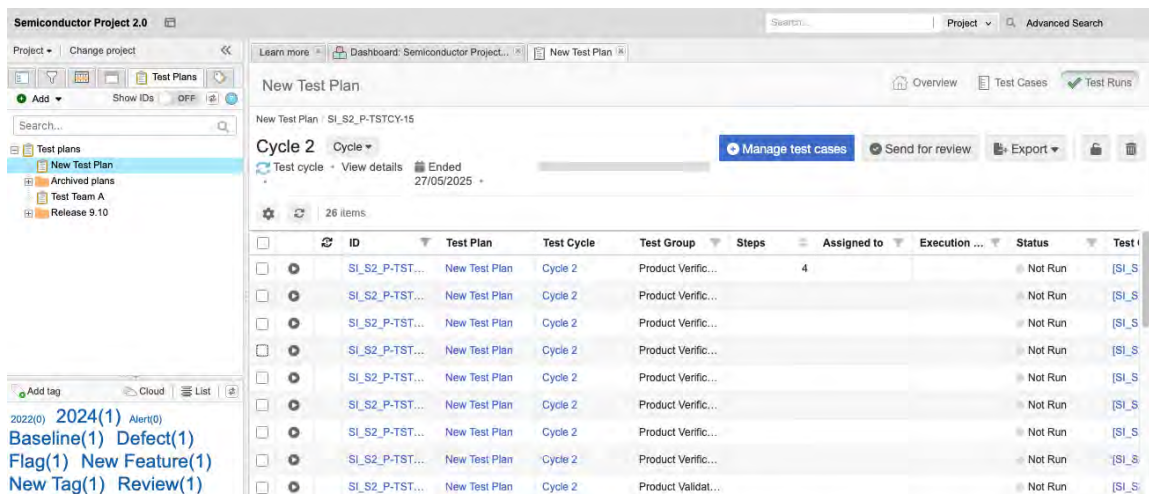 Semiconductor Project 2.0
Search...
Project
Advanced Search
Project
Change project
Learn more
Dashboard: Semiconductor Project...
New Test Plan
Test Plans
New Test Plan
Overview
Test Cases
Test Runs
Add
Show IDs
OFF
Search...
New Test Plan / SI_S2_P-TSTCY-15
Cycle 2
Cycle
Manage test cases
Send for review
Export
Test plans
New Test Plan
Archived plans
Test Team A
Release 9.10
Test cycle • View details
Ended
27/05/2025
26 items
ID Test Plan Test Cycle Test Group Steps Assigned to Execution ... Status Test
SI_S2_P-TST... New Test Plan Cycle 2 Product Verific... 4 Not Run [SI_S
SI_S2_P-TST... New Test Plan Cycle 2 Product Verific... Not Run [SI_S
SI_S2_P-TST... New Test Plan Cycle 2 Product Verific... Not Run [SI_S
SI_S2_P-TST... New Test Plan Cycle 2 Product Verific... Not Run [SI_S
SI_S2_P-TST... New Test Plan Cycle 2 Product Verific... Not Run [SI_S
SI_S2_P-TST... New Test Plan Cycle 2 Product Verific... Not Run [SI_S
SI_S2_P-TST... New Test Plan Cycle 2 Product Verific... Not Run [SI_S
SI_S2_P-TST... New Test Plan Cycle 2 Product Verific... Not Run [SI_S
SI_S2_P-TST... New Test Plan Cycle 2 Product Validat... Not Run [SI_S
Add tag
Cloud
List
2022(0) 2024(1) Alert(0)
Baseline(1) Defect(1)
Flag(1) New Feature(1)
New Tag(1) Review(1)